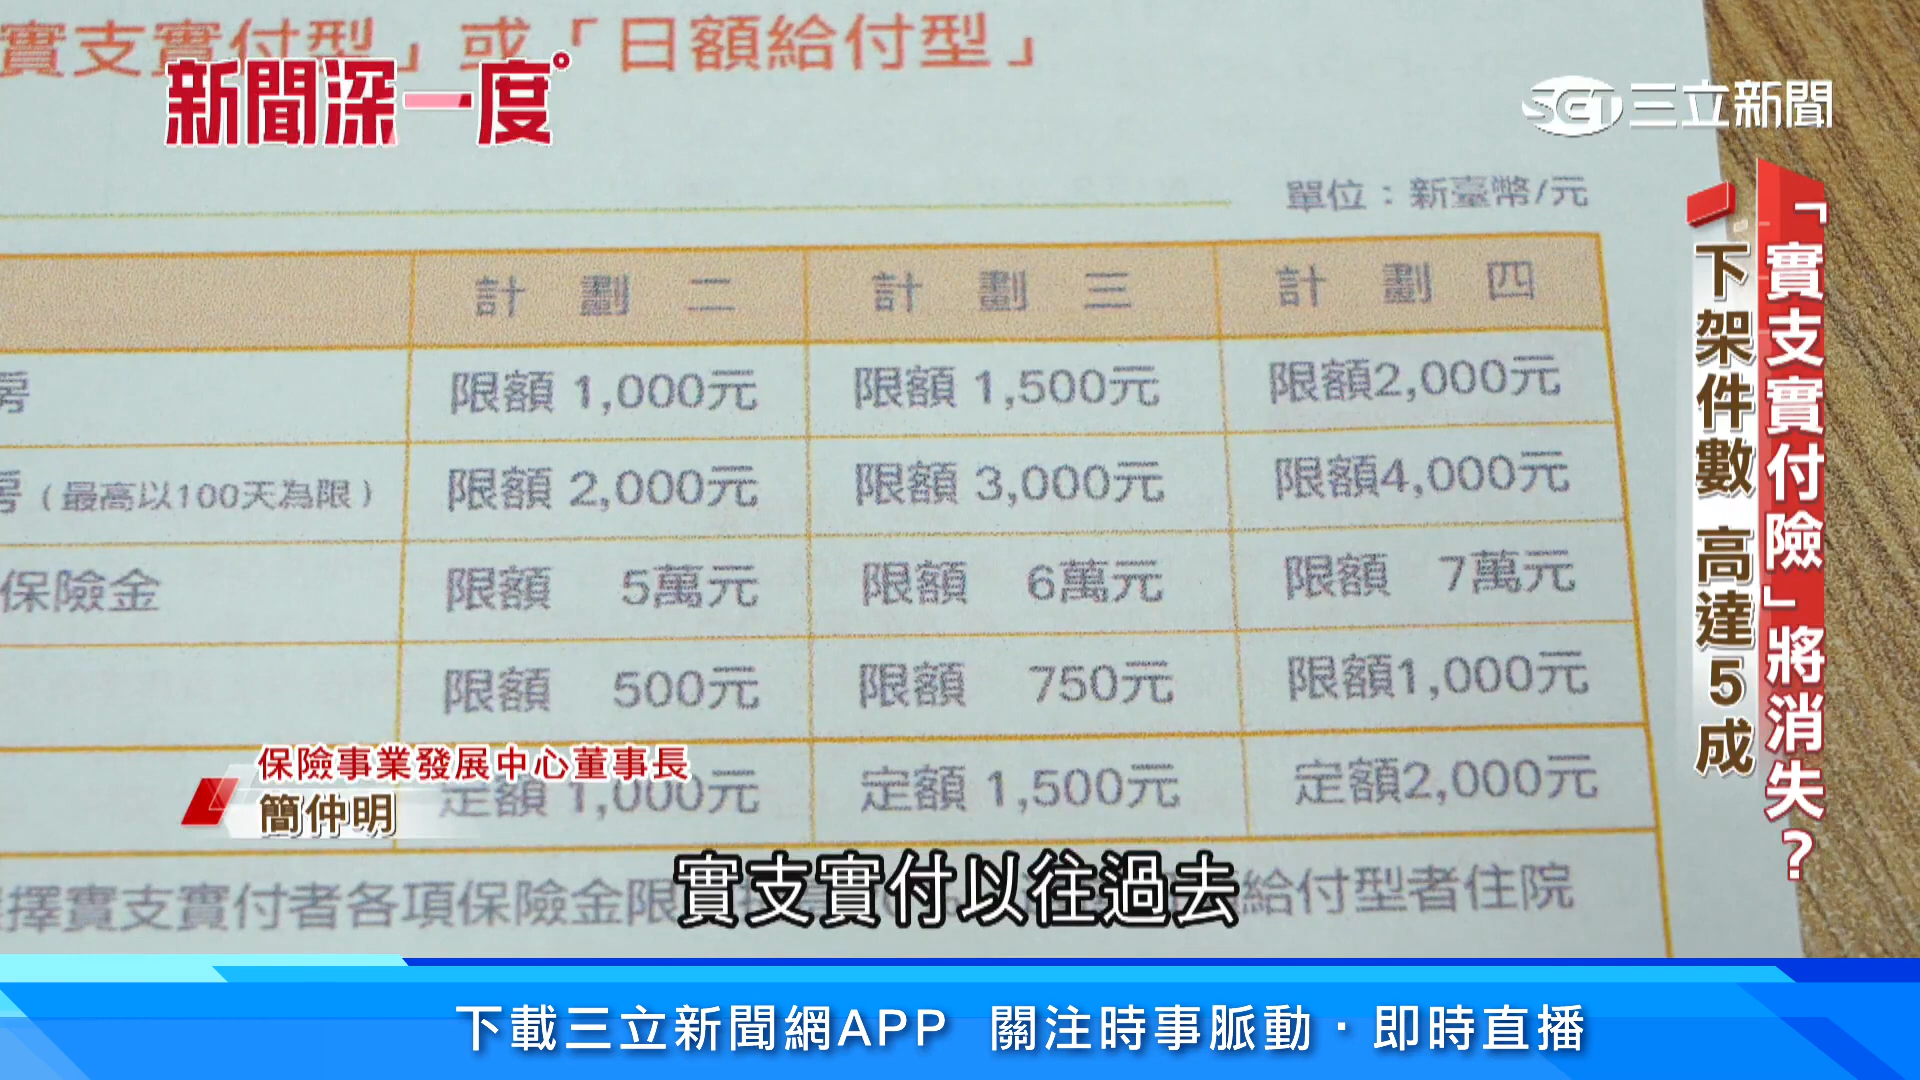 實支實付型」或「日額給付型」
新聞深一度
SET三立新聞
單位：新臺幣/元
計劃二 計劃三 計劃四
房 限額1,000元 限額1,500元 限額2,000元
房（最高以100天為限） 限額2,000元 限額3,000元 限額4,000元
保險金 限額 5萬元 限額 6萬元 限額 7萬元
限額 500元 限額 750元 限額1,000元
定額1,000元 定額1,500元 定額2,000元
擇實支實付者各項保險金限 給付型者住院
「實支實付險」將消失？
下架件數 高達5成
保險事業發展中心董事長
簡仲明
實支實付以往過去
下載三立新聞網APP 關注時事脈動・即時直播